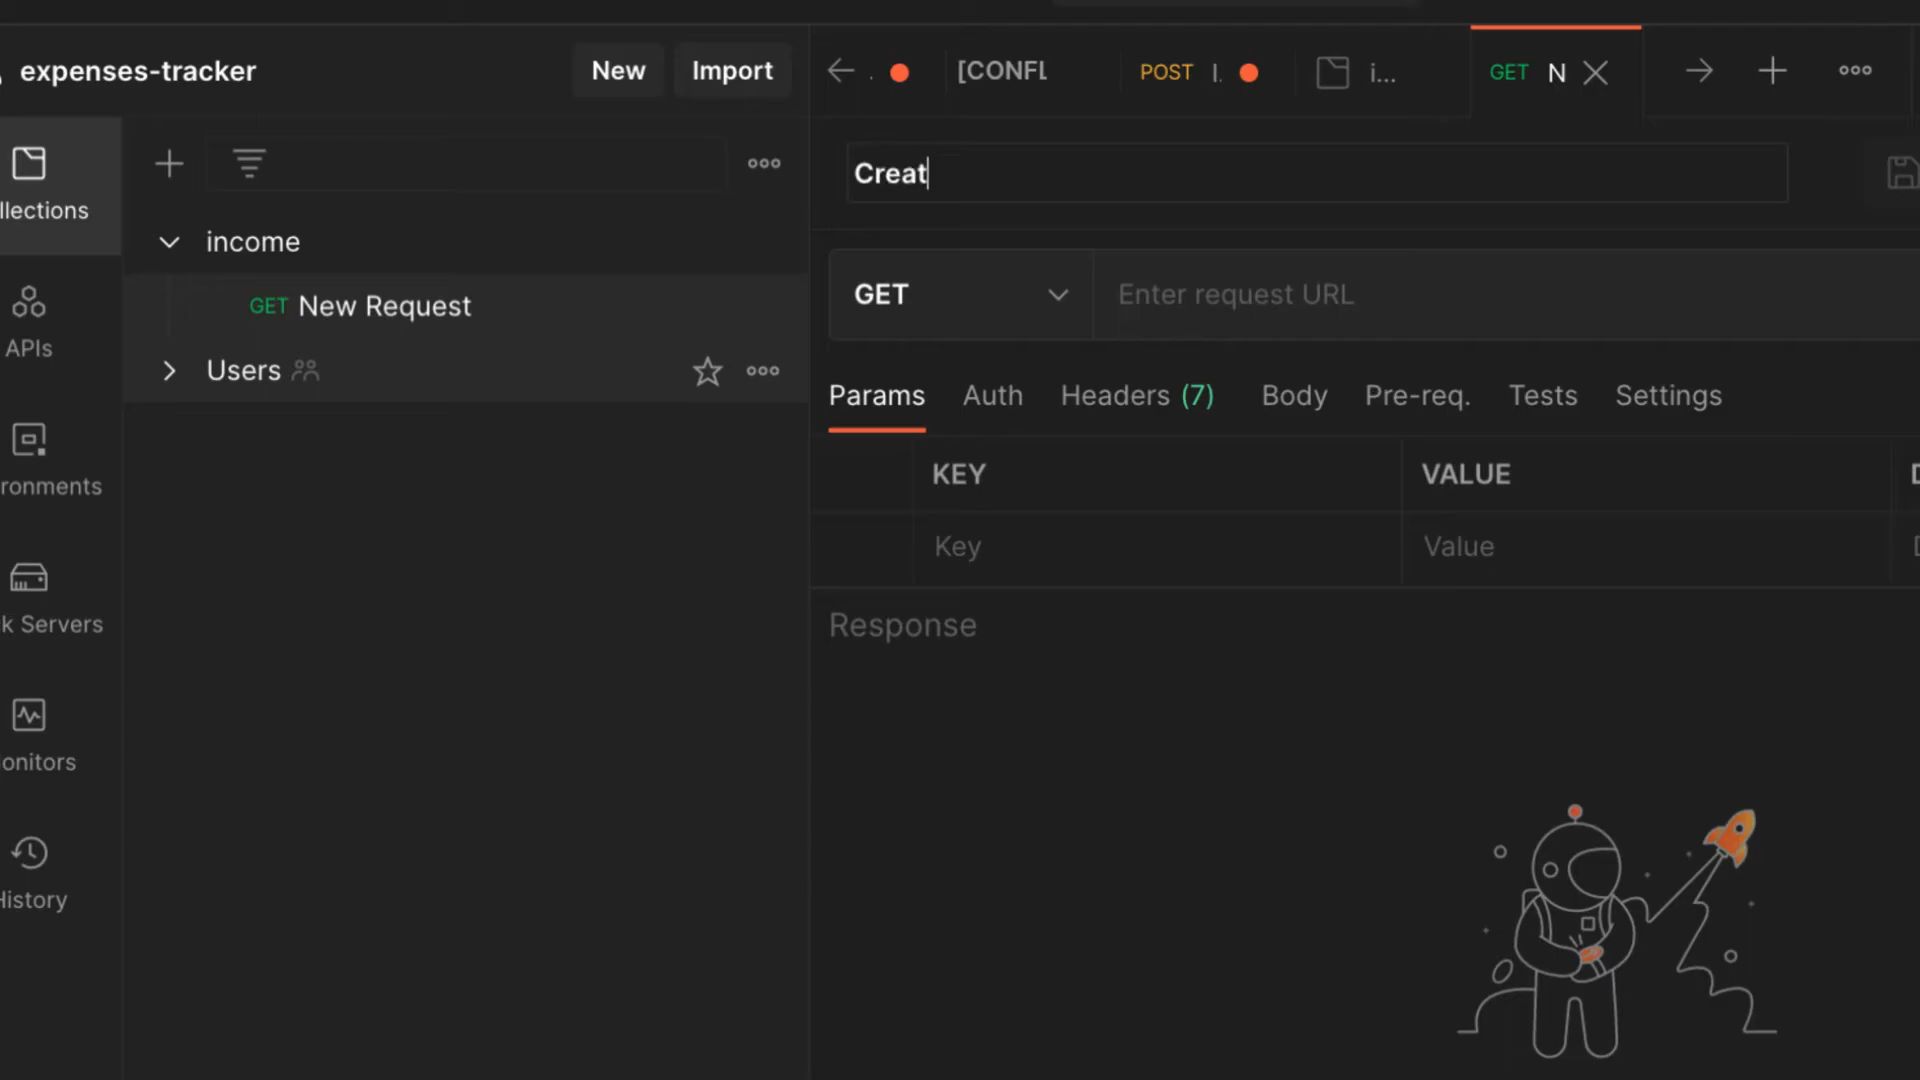 expenses-tracker
New
Import
[CONFL
POST I.
i...
GET N
llections
Creat
income
GET New Request
GET
Enter request URL
APIs
Users
Params
Auth
Headers (7)
Body
Pre-req.
Tests
Settings
ronments
KEY
VALUE
D
Key
Value
D
k Servers
Response
onitors
History